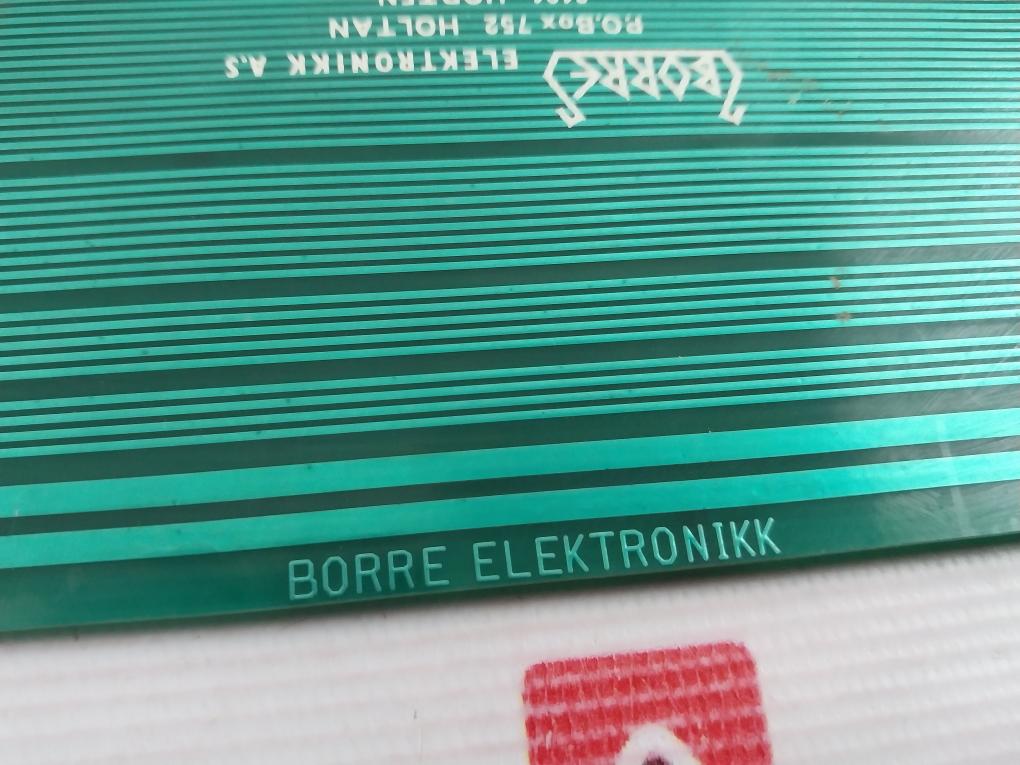 BORRE
ELEKTRONIKK A.S
P.O.Box 752 HOLTAN
BORRE ELEKTRONIKK